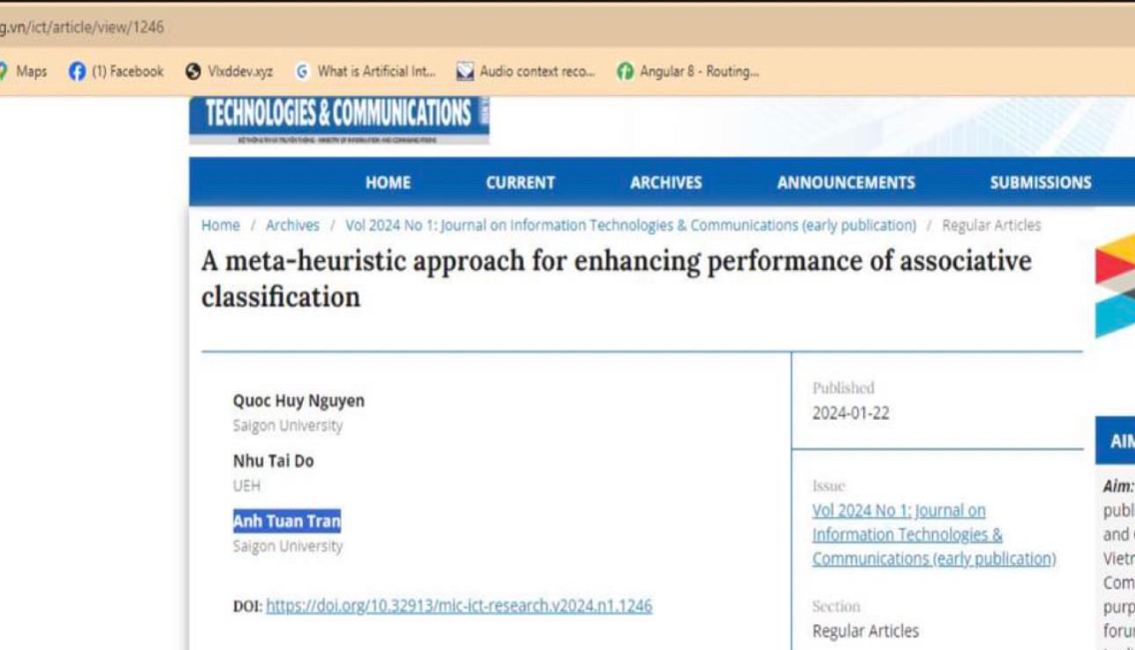 g.vn/ict/article/view/1246
Maps (1) Facebook Vlxddev.xyz What is Artificial Int... Audio context reco... Angular 8 - Routing...
TECHNOLOGIES & COMMUNICATIONS
HOME CURRENT ARCHIVES ANNOUNCEMENTS SUBMISSIONS
Home / Archives / Vol 2024 No 1: Journal on Information Technologies & Communications (early publication) / Regular Articles
A meta-heuristic approach for enhancing performance of associative
classification
Quoc Huy Nguyen
Saigon University
Nhu Tai Do
UEH
Anh Tuan Tran
Saigon University
DOI: https://doi.org/10.32913/mic-ict-research.v2024.n1.1246
Published
2024-01-22
Issue
Vol 2024 No 1: Journal on
Information Technologies &
Communications (early publication)
Section
Regular Articles
AIM
Aim:
publ
and
Vietn
Com
purp
foru